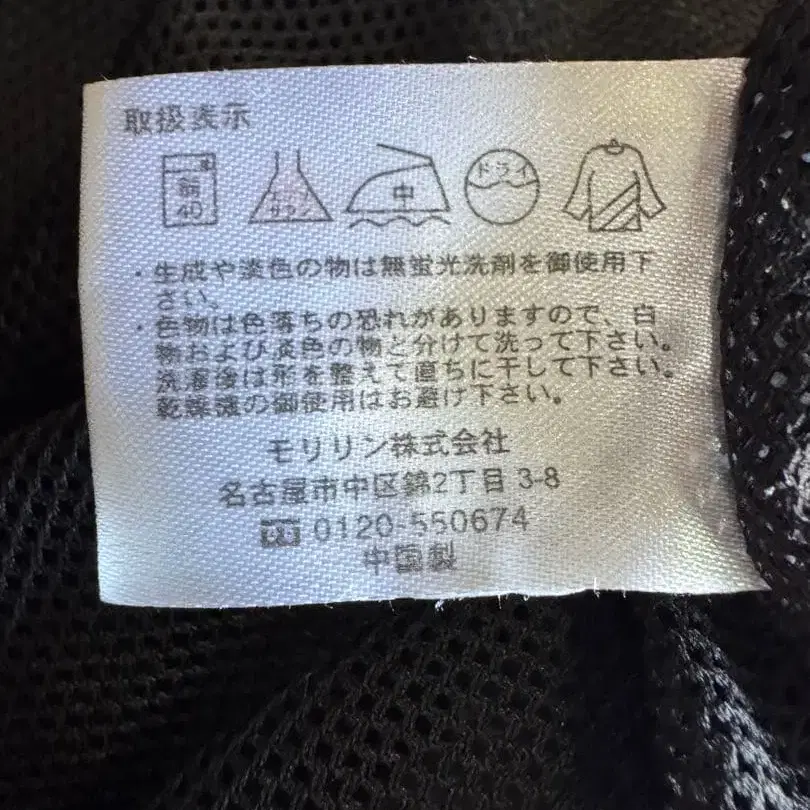 取扱表示
弱
40
エンソ
サラシ
中
ドライ
・生成や淡色の物は無蛍光洗剤を御使用下
さい。
・色物は色落ちの恐れがありますので、白
物および淡色の物と分けて洗って下さい。
洗濯後は形を整えて直ちに干して下さい。
乾燥機の御使用はお避け下さい。
モリリン株式会社
名古屋市中区錦2丁目3-8
0120-550674
中国製